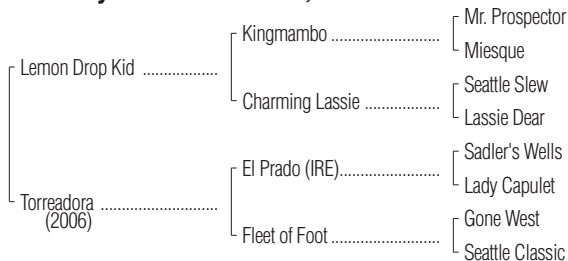 Mr. Prospector
Kingmambo ......................
Miesque
Lemon Drop Kid ...............
Seattle Slew
Charming Lassie ...............
Lassie Dear
Sadler's Wells
El Prado (IRE)....................
Lady Capulet
Torreadora ........................
(2006)
Gone West
Fleet of Foot ......................
Seattle Classic